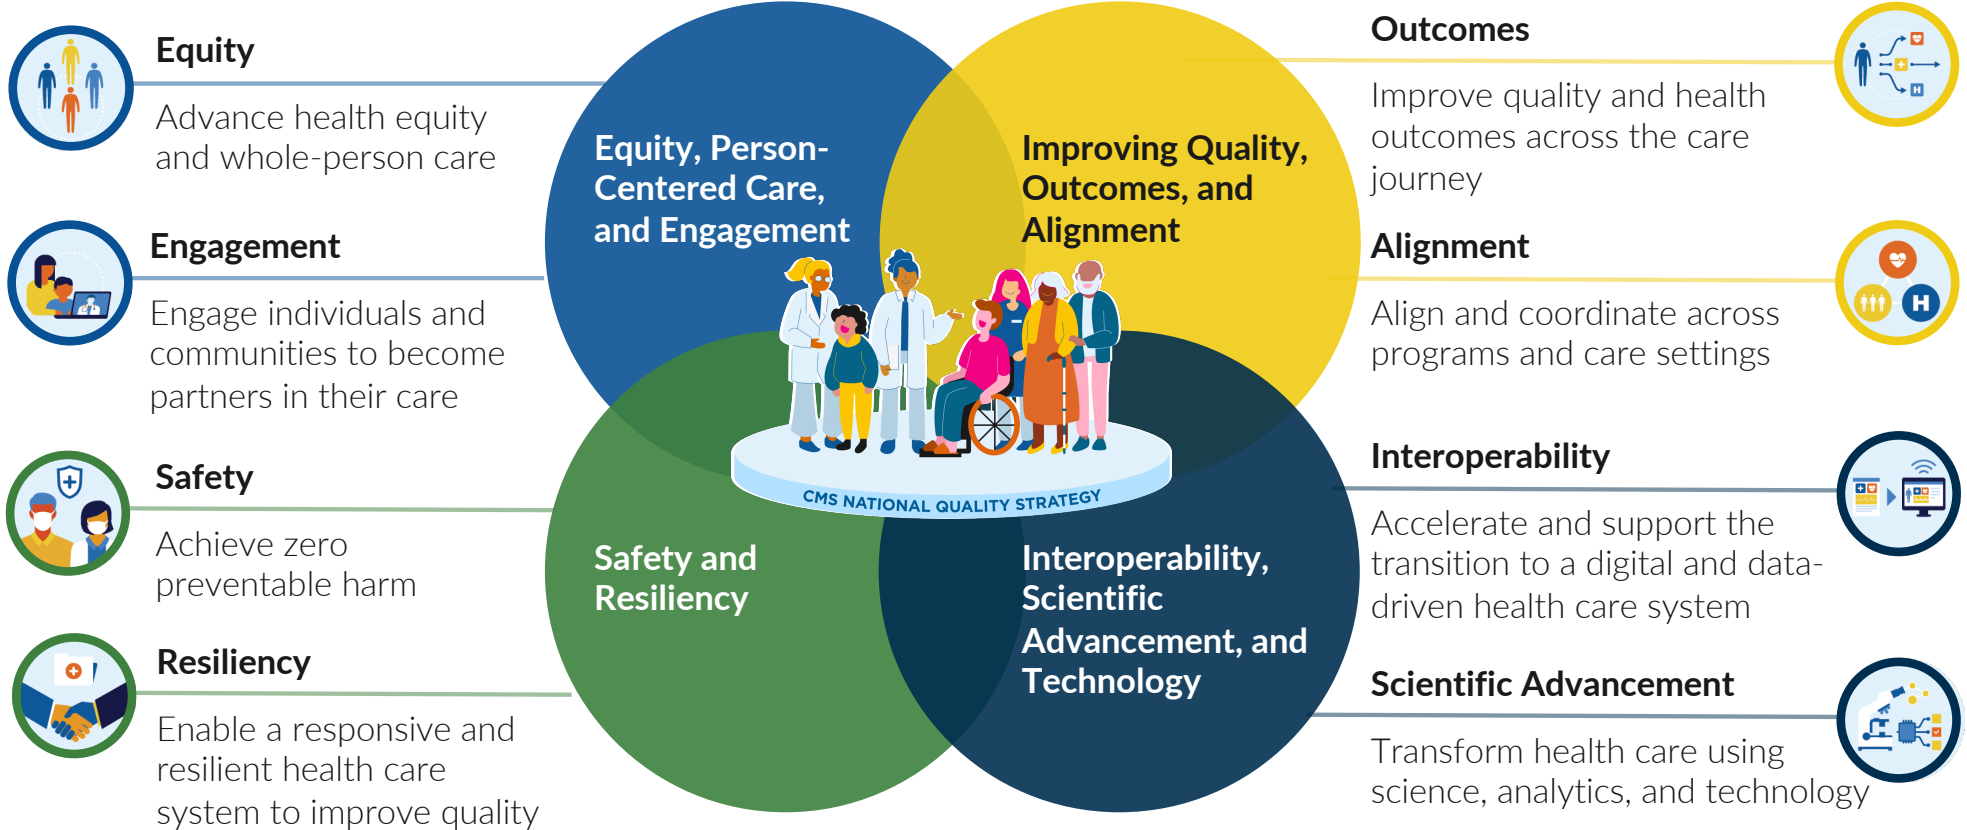 Equity
Advance health equity
and whole-person care
Engagement
Engage individuals and
communities to become
partners in their care
Safety
Achieve zero
preventable harm
Resiliency
Enable a responsive and
resilient health care
system to improve quality
Equity, Person-
Centered Care,
and Engagement
Improving Quality,
Outcomes, and
Alignment
CMS NATIONAL QUALITY STRATEGY
Safety and
Resiliency
Interoperability,
Scientific
Advancement, and
Technology
Outcomes
Improve quality and health
outcomes across the care
journey
Alignment
Align and coordinate across
programs and care settings
H
H
Interoperability
Accelerate and support the
transition to a digital and data-
driven health care system
Scientific Advancement
Transform health care using
science, analytics, and technology